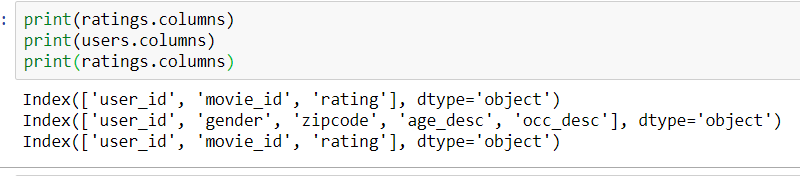 :
print(ratings.columns)
print(users.columns)
print(ratings.columns)
Index(['user_id', 'movie_id', 'rating'], dtype='object')
Index(['user_id', 'gender', 'zipcode', 'age_desc', 'occ_desc'], dtype='object')
Index(['user_id', 'movie_id', 'rating'], dtype='object')